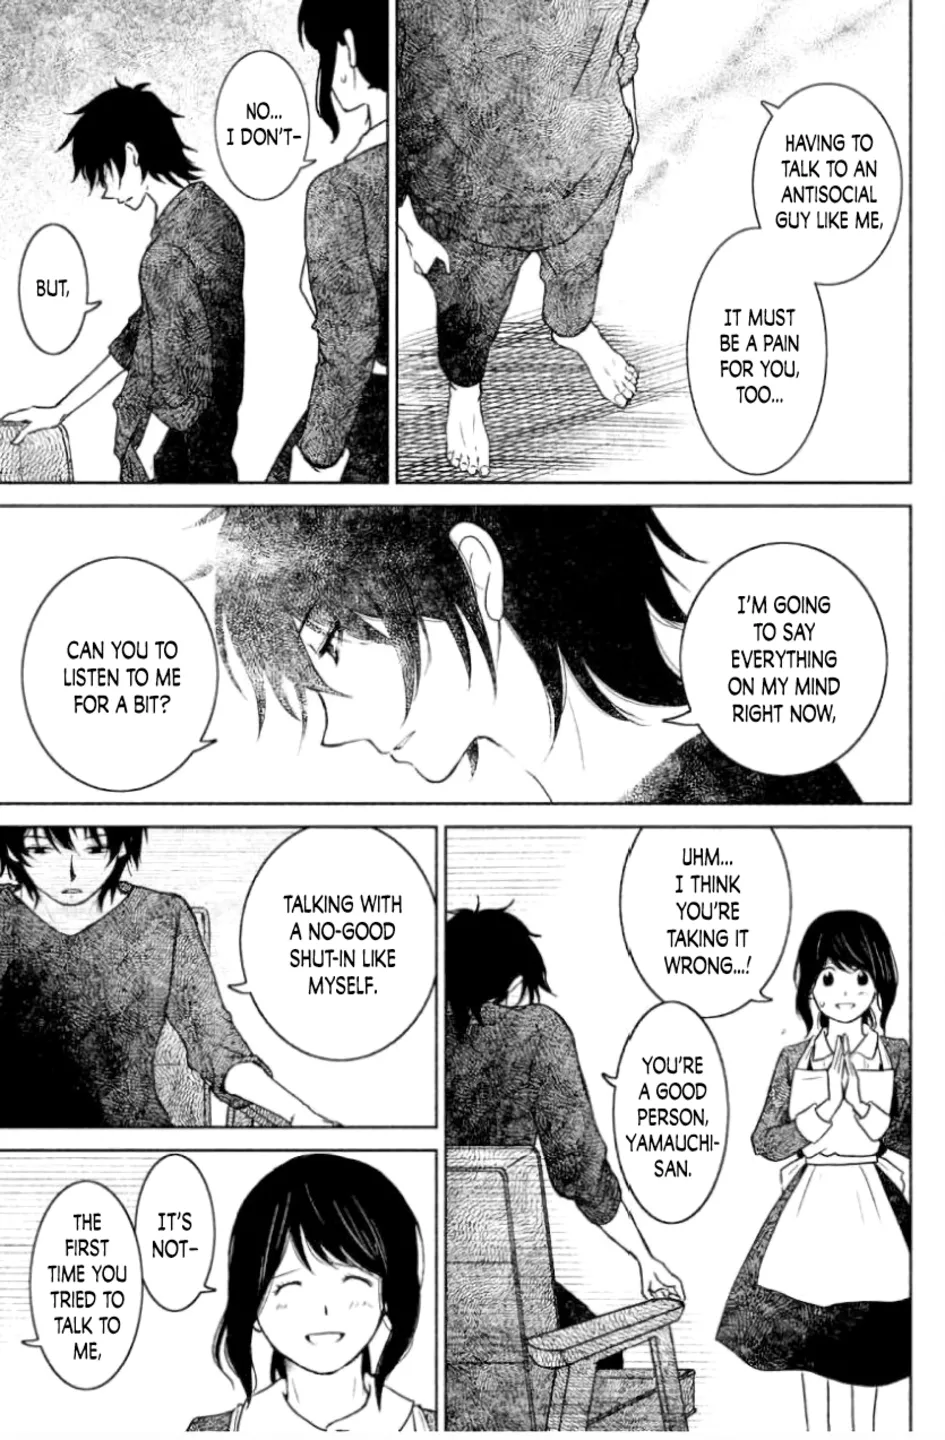 HAVING TO
TALK TO AN
ANTISOCIAL
GUY LIKE ME,
IT MUST
BE A PAIN
FOR YOU,
TOO...
NO...
I DON'T–
BUT,
I'M GOING
TO SAY
EVERYTHING
ON MY MIND
RIGHT NOW,
CAN YOU TO
LISTEN TO ME
FOR A BIT?
UHM...
I THINK
YOU'RE
TAKING IT
WRONG...!
YOU'RE
A GOOD
PERSON,
YAMAUCHI-
SAN.
TALKING WITH
A NO-GOOD
SHUT-IN LIKE
MYSELF.
IT'S
NOT–
THE
FIRST
TIME YOU
TRIED TO
TALK TO
ME,